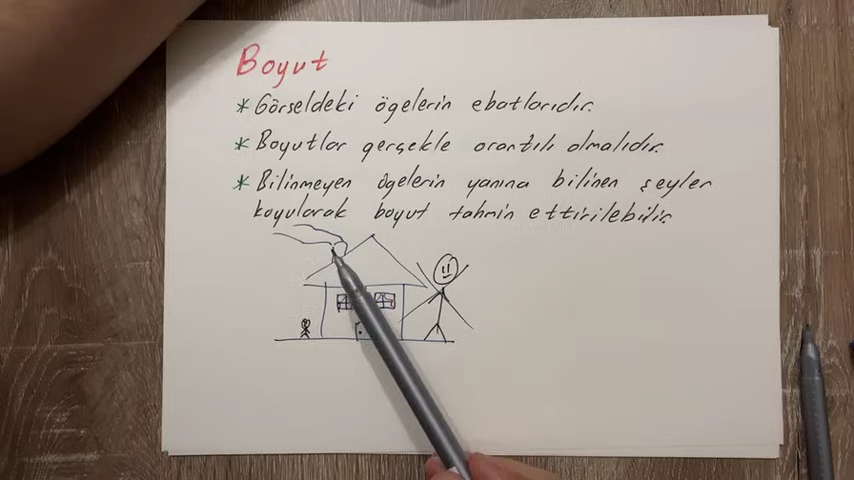 Boyut
* Görseldeki ögelerin ebatlarıdır.
* Boyutlar gerçekle orantılı olmalıdır.
* Bilinmeyen ögelerin yanına bilinen şeyler
koyularak boyut tahmin ettirilebilir.